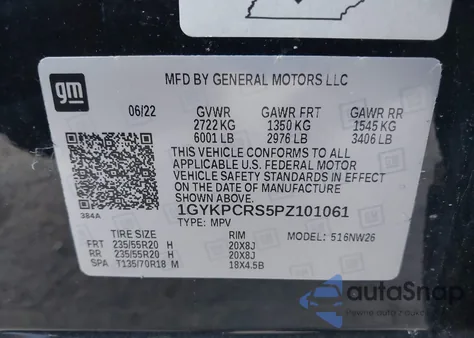 gm
MFD BY GENERAL MOTORS LLC
06/22 GVWR GAWR FRT GAWR RR
2722 KG 1350 KG 1545 KG
6001 LB 2976 LB 3406 LB
THIS VEHICLE CONFORMS TO ALL
APPLICABLE U.S. FEDERAL MOTOR
VEHICLE SAFETY STANDARDS IN
EFFECT ON THE DATE OF
MANUFACTURE SHOWN ABOVE.
384A
1GYKPCRS5PZ101061
TYPE: MPV
TIRE SIZE RIM MODEL: 516NW26
FRT 235/55R20 H 20X8J
RR 235/55R20 H 20X8J
SPA T135/70R18 M 18X4.5B
autoSnap